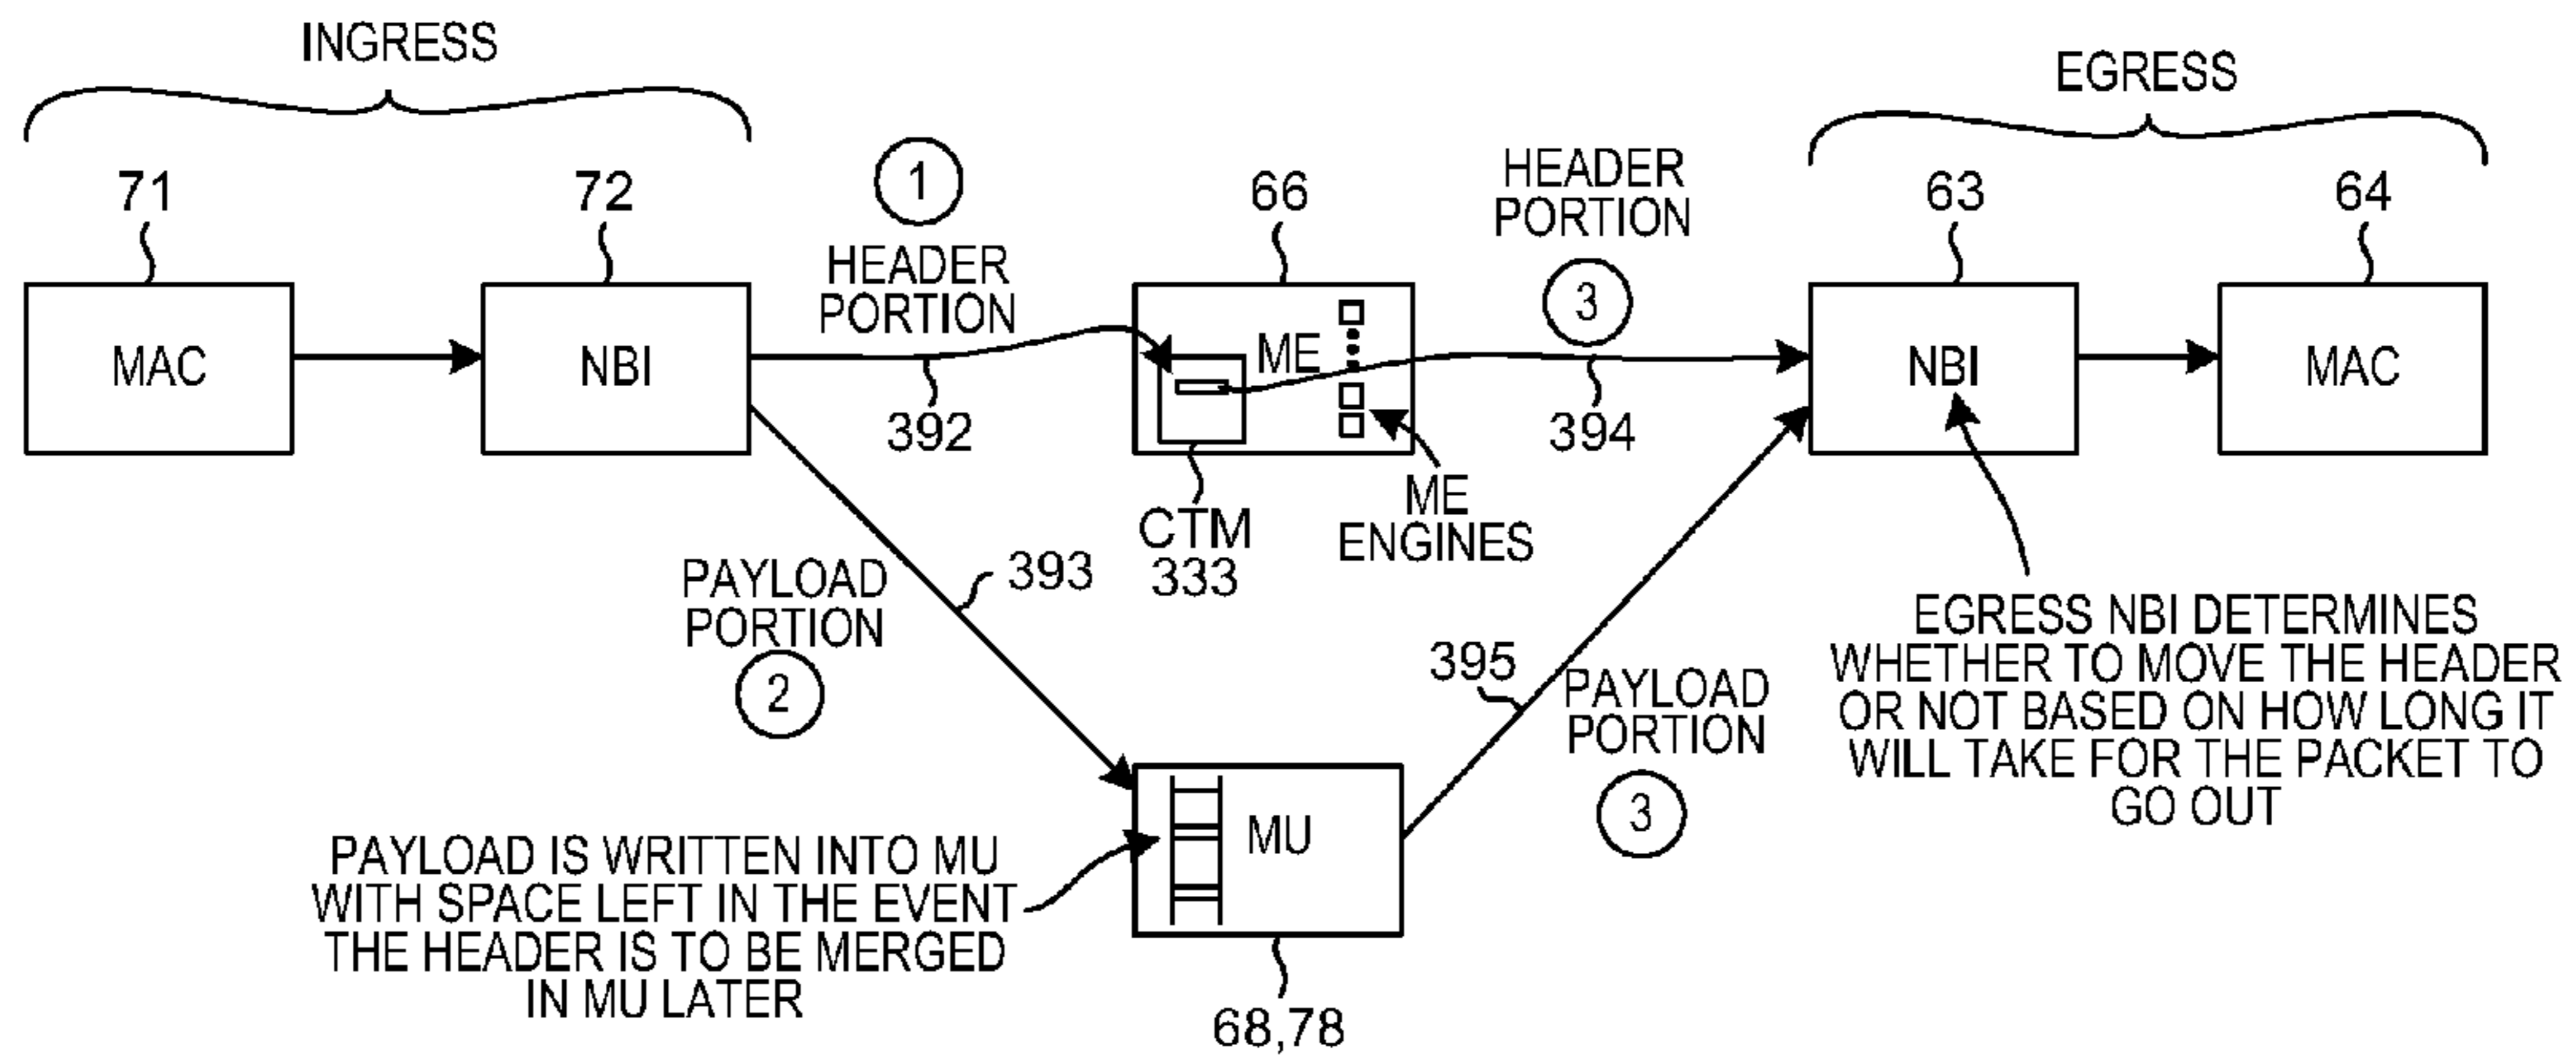 INGRESS
EGRESS
71
72
1
HEADER
PORTION
66
HEADER
PORTION
3
63
64
MAC
NBI
392
ME
394
NBI
MAC
CTM
333
ME
ENGINES
PAYLOAD
PORTION
2
393
395
PAYLOAD
PORTION
3
EGRESS NBI DETERMINES
WHETHER TO MOVE THE HEADER
OR NOT BASED ON HOW LONG IT
WILL TAKE FOR THE PACKET TO
GO OUT
PAYLOAD IS WRITTEN INTO MU
WITH SPACE LEFT IN THE EVENT
THE HEADER IS TO BE MERGED
IN MU LATER
MU
68,78